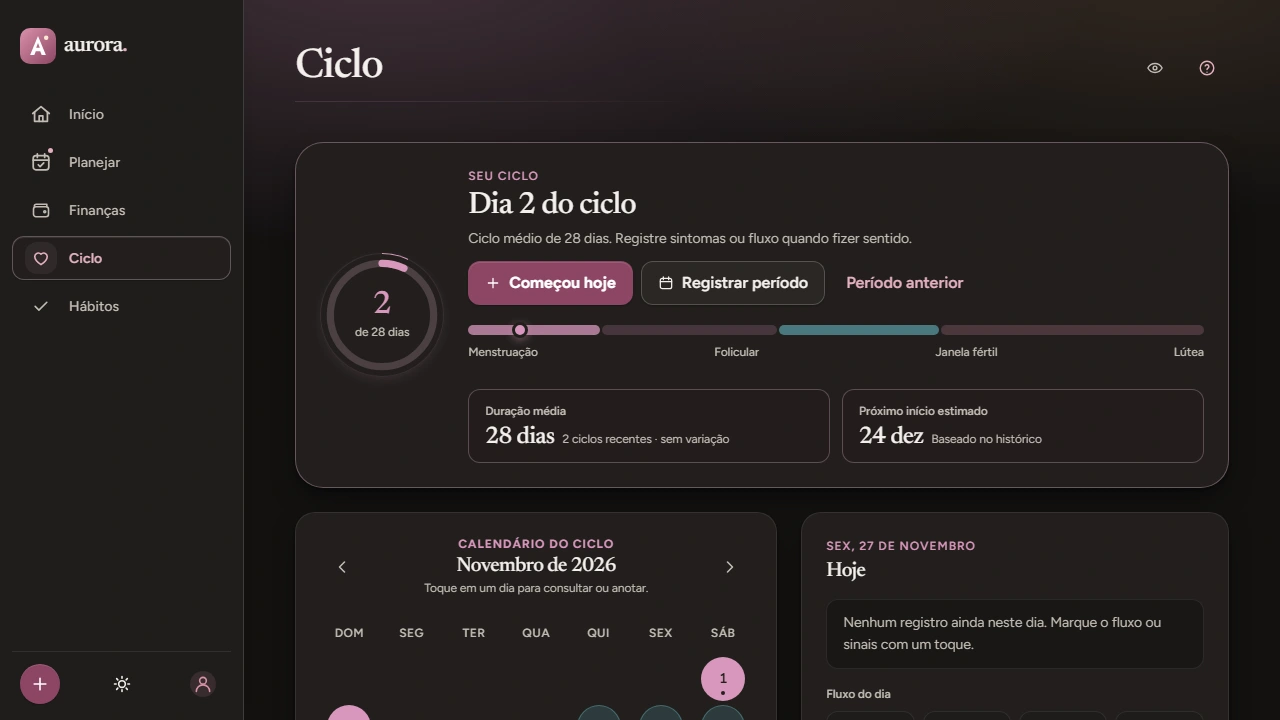 aurora.
Início
Planejar
Finanças
Ciclo
Hábitos
Ciclo
SEU CICLO
Dia 2 do ciclo
Ciclo médio de 28 dias. Registre sintomas ou fluxo quando fizer sentido.
Começou hoje
Registrar período
Período anterior
2
de 28 dias
Menstruação
Folicular
Janela fértil
Lútea
Duração média
28 dias 2 ciclos recentes · sem variação
Próximo início estimado
24 dez Baseado no histórico
CALENDÁRIO DO CICLO
Novembro de 2026
Toque em um dia para consultar ou anotar.
DOM SEG TER QUA QUI SEX SÁB
1
SEX, 27 DE NOVEMBRO
Hoje
Nenhum registro ainda neste dia. Marque o fluxo ou
sinais com um toque.
Fluxo do dia